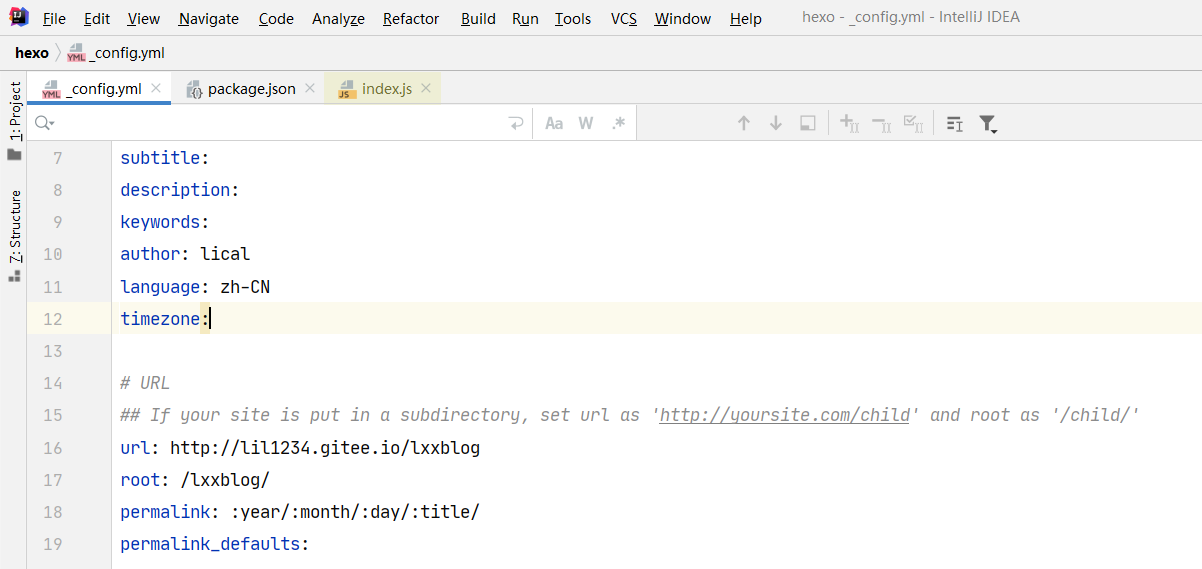 File Edit View Navigate Code Analyze Refactor Build Run Tools VCS Window Help hexo - _config.yml - IntelliJ IDEA
hexo _config.yml
_config.yml package.json index.js
Aa W .*
1: Project
7: Structure
7 subtitle:
8 description:
9 keywords:
10 author: lical
11 language: zh-CN
12 timezone:
13
14 # URL
15 ## If your site is put in a subdirectory, set url as 'http://yoursite.com/child' and root as '/child/'
16 url: http://lil1234.gitee.io/lxxblog
17 root: /lxxblog/
18 permalink: :year/:month/:day/:title/
19 permalink_defaults: